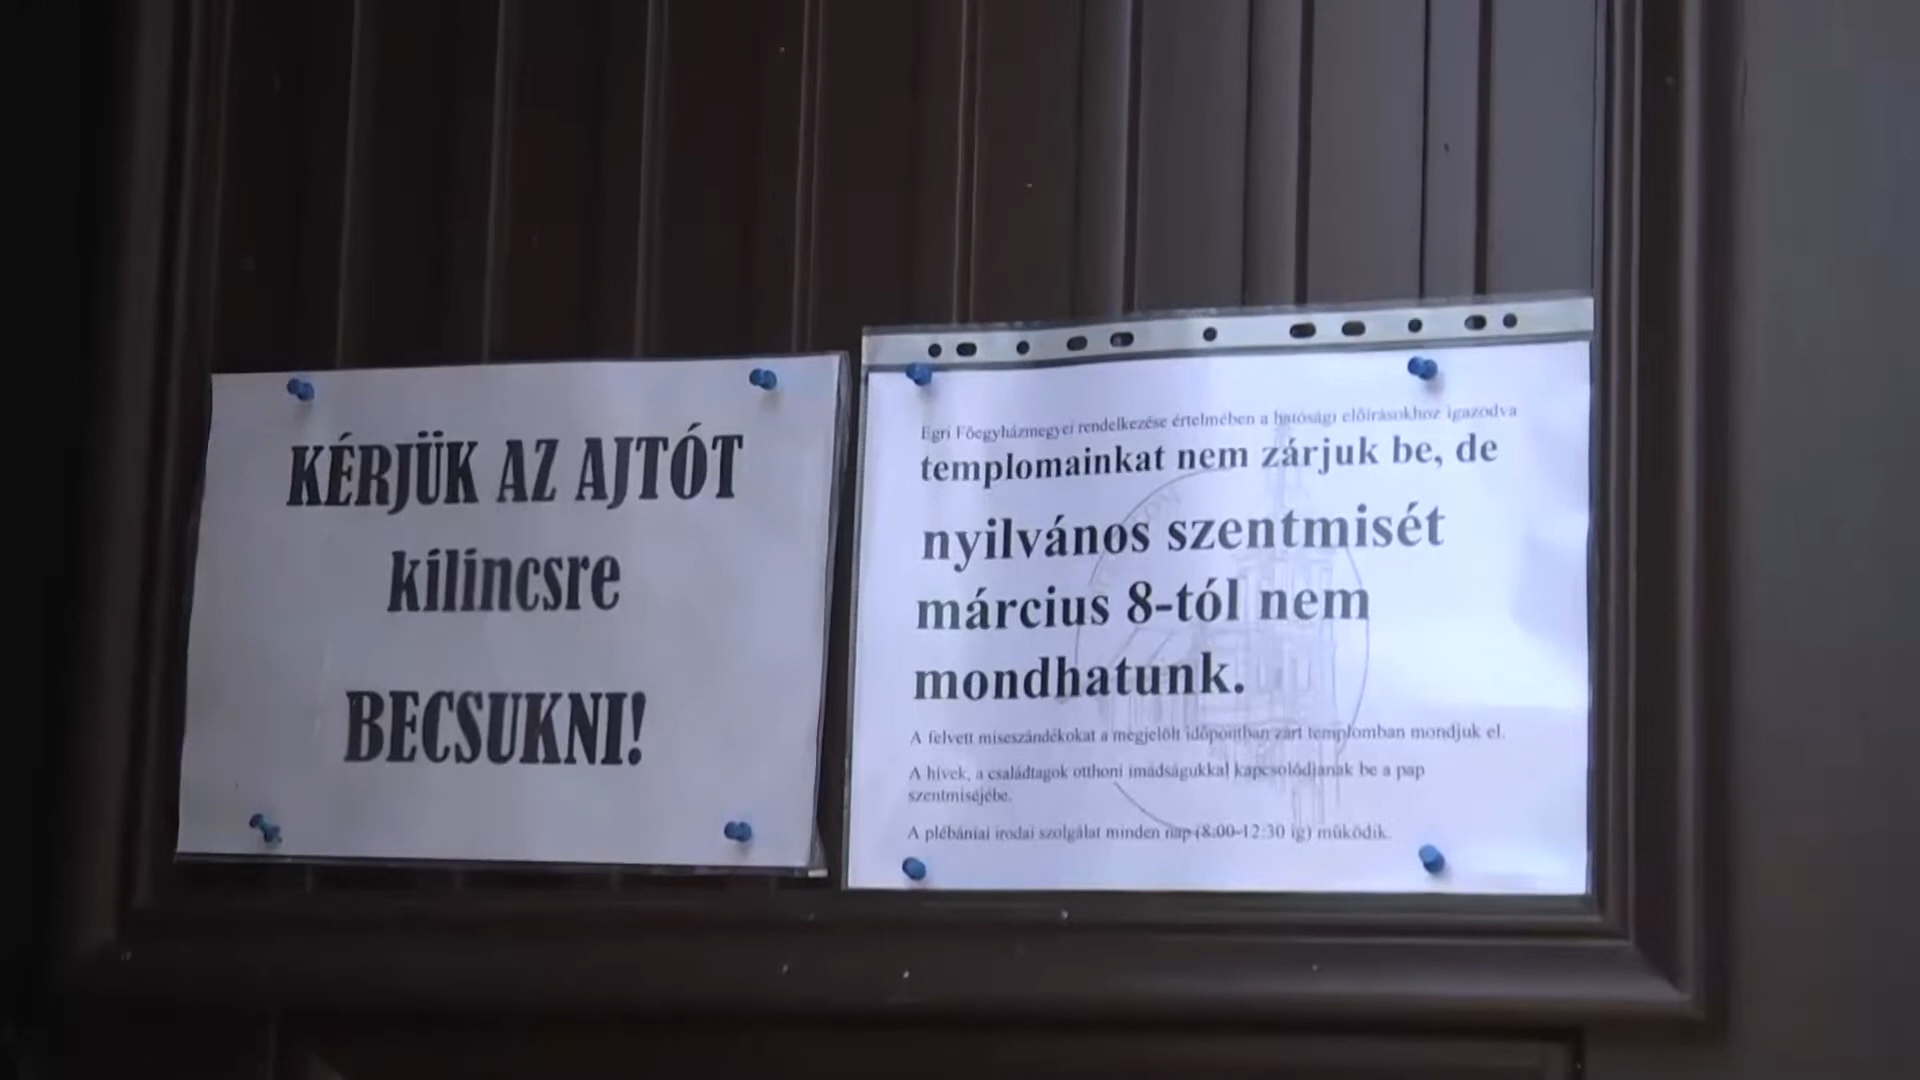 KÉRJÜK AZ AJTÓT
kilincsre
BECSUKNI!
Egri Főegyházmegyei rendelkezése értelmében a hatósági előírásokhoz igazodva
templomainkat nem zárjuk be, de
nyilvános szentmisét
március 8-tól nem
mondhatunk.
A felvett miseszándékokat a megjelölt időpontban zárt templomban mondjuk el.
A hívek, a családtagok otthoni imádságukkal kapcsolódjanak be a pap
szentmiséjébe.
A plébániai irodai szolgálat minden nap (8:00-12:30 ig) működik.